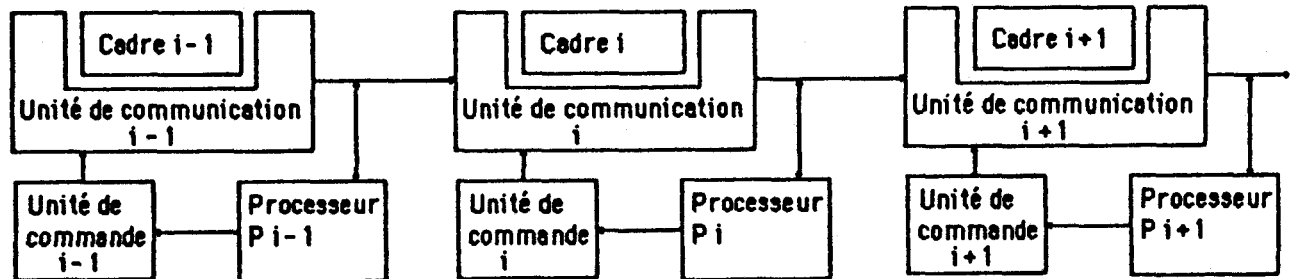 Cadre i-1
Unité de communication
i-1
Unité de
commande
i-1
Processeur
P i-1
Cadre i
Unité de communication
i
Unité de
commande
i
Processeur
P i
Cadre i+1
Unité de communication
i+1
Unité de
commande
i+1
Processeur
P i+1